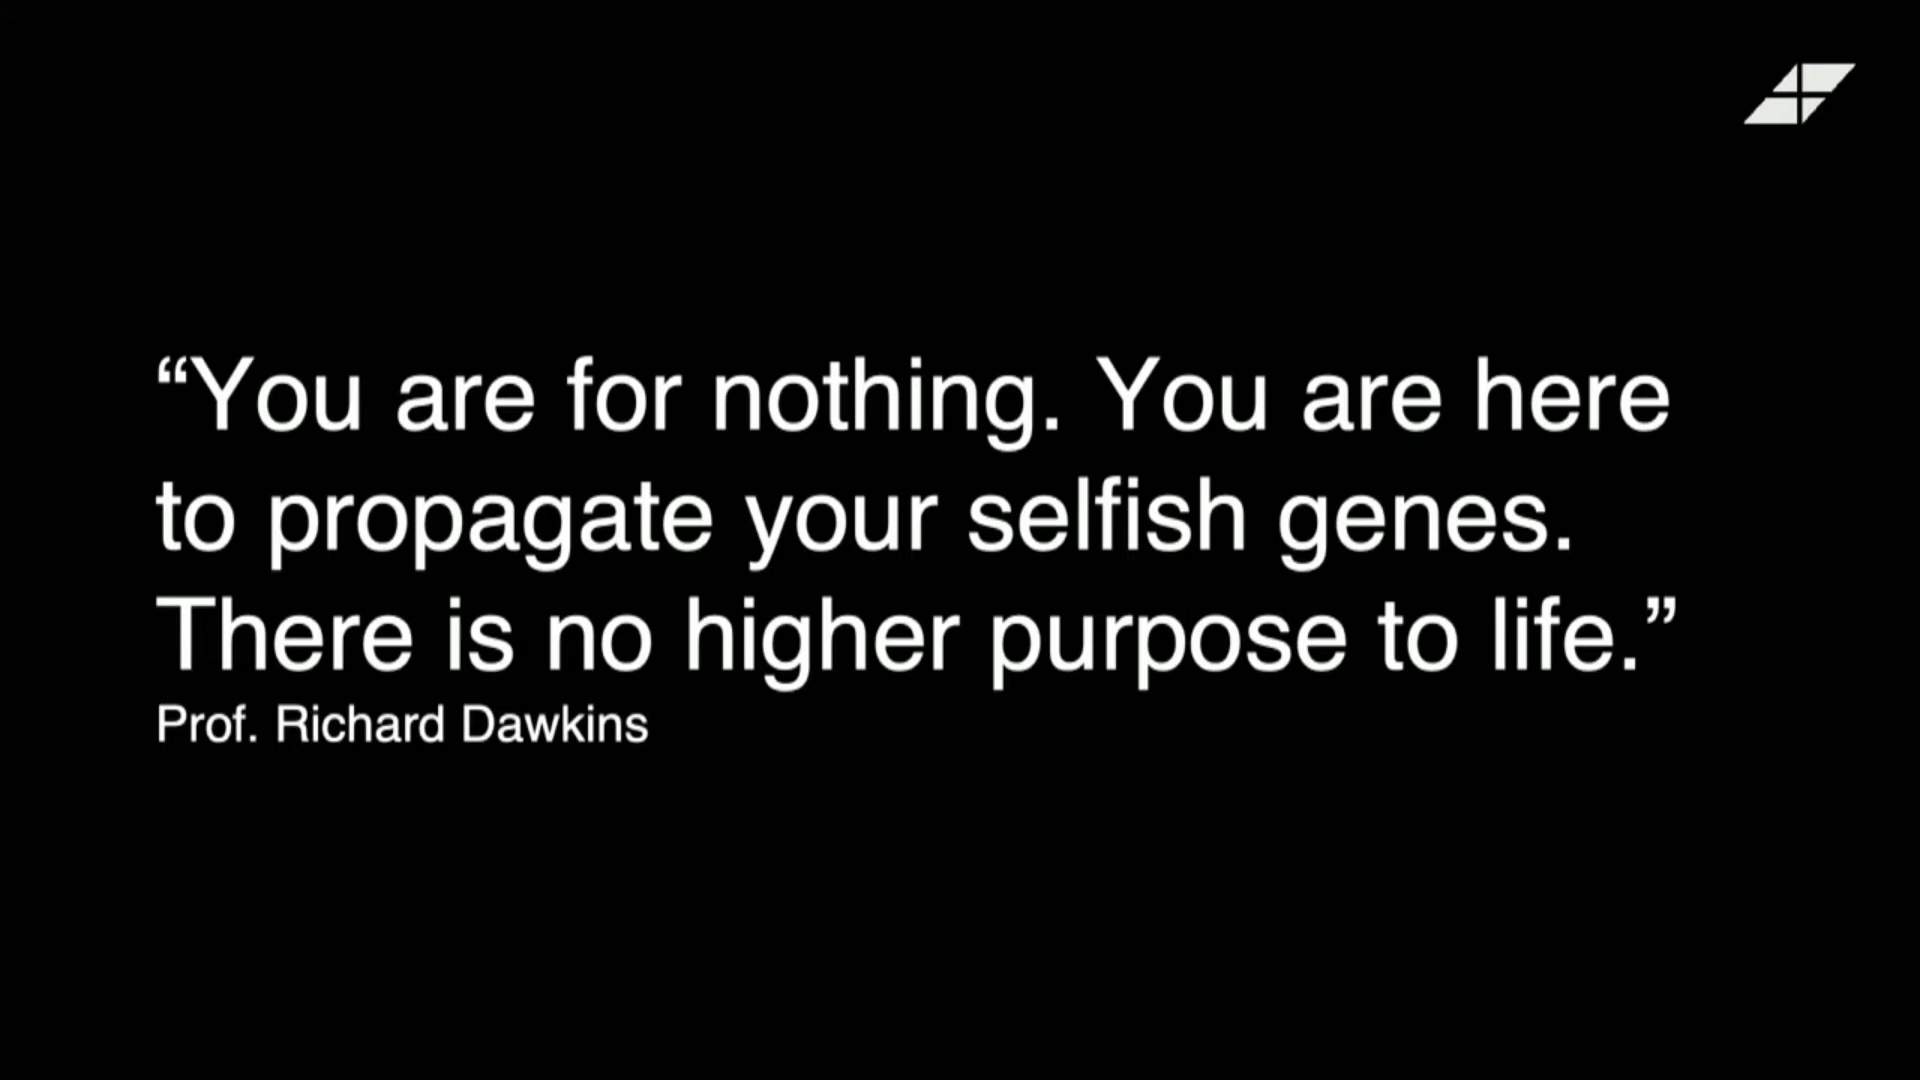 “You are for nothing. You are here
to propagate your selfish genes.
There is no higher purpose to life.”
Prof. Richard Dawkins